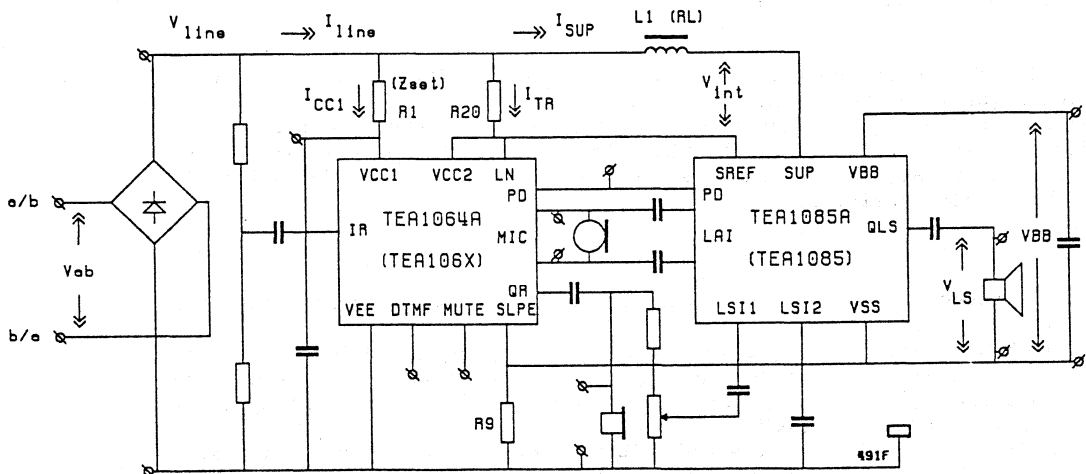 L1 (RL)
V line
I line
I SUP
(Zset)
I CC1
R1
R20
I TR
V int
VCC1 VCC2 LN
SREF SUP VBB
PD
PD
a/b
TEA1064A
TEA1085A
IR
MIC
LAI
QLS
Vab
(TEA106X)
(TEA1085)
VBB
QR
V LS
VEE DTMF MUTE SLPE
LSI1 LSI2 VSS
b/a
R9
491F